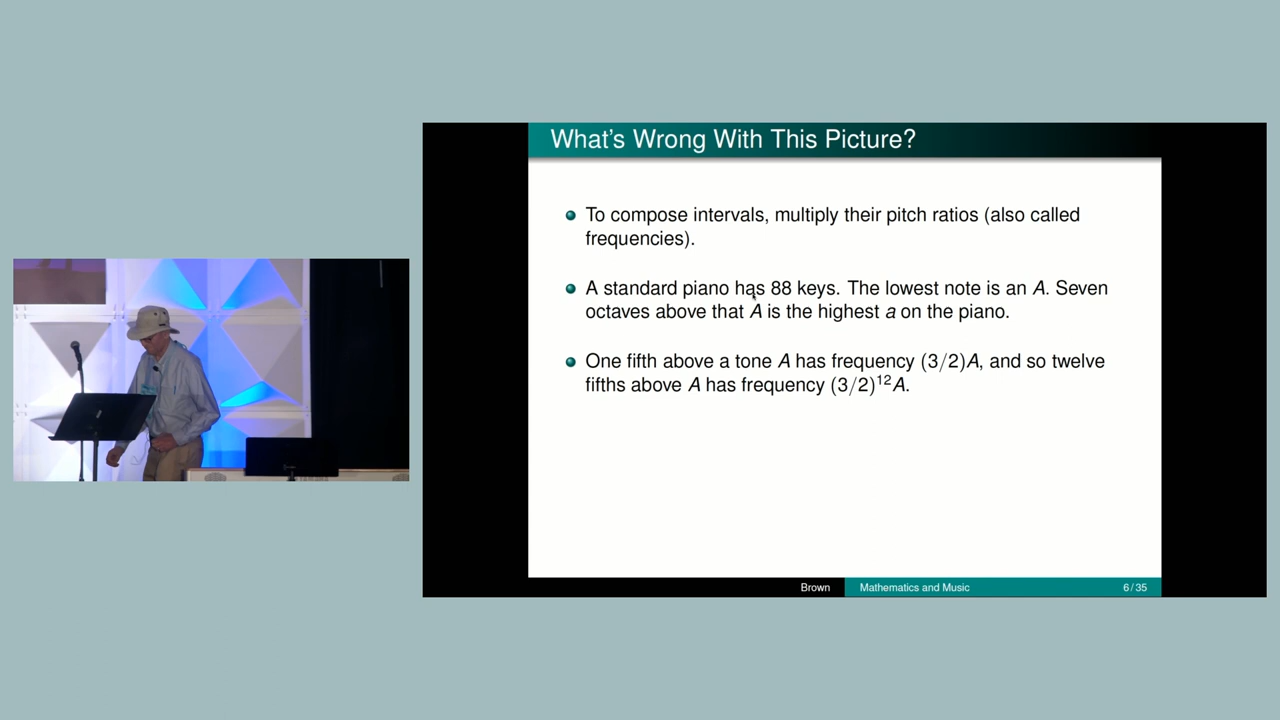 What's Wrong With This Picture?
To compose intervals, multiply their pitch ratios (also called
frequencies).
A standard piano has 88 keys. The lowest note is an A. Seven
octaves above that A is the highest a on the piano.
One fifth above a tone A has frequency (3/2)A, and so twelve
fifths above A has frequency (3/2)¹²A.
Brown Mathematics and Music 6/35